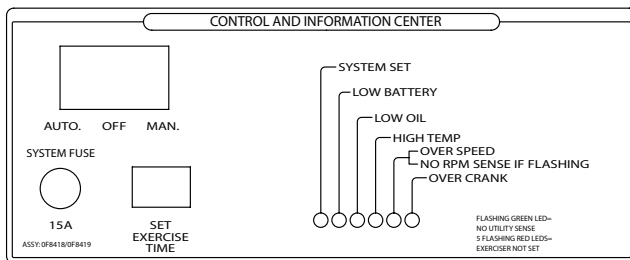 CONTROL AND INFORMATION CENTER
AUTO. OFF MAN.
SYSTEM FUSE
15A
SET
EXERCISE
TIME
ASSY: 0F8418/0F8419
SYSTEM SET
LOW BATTERY
LOW OIL
HIGH TEMP
OVER SPEED
NO RPM SENSE IF FLASHING
OVER CRANK
FLASHING GREEN LED=
NO UTILITY SENSE
5 FLASHING RED LEDS=
EXERCISER NOT SET